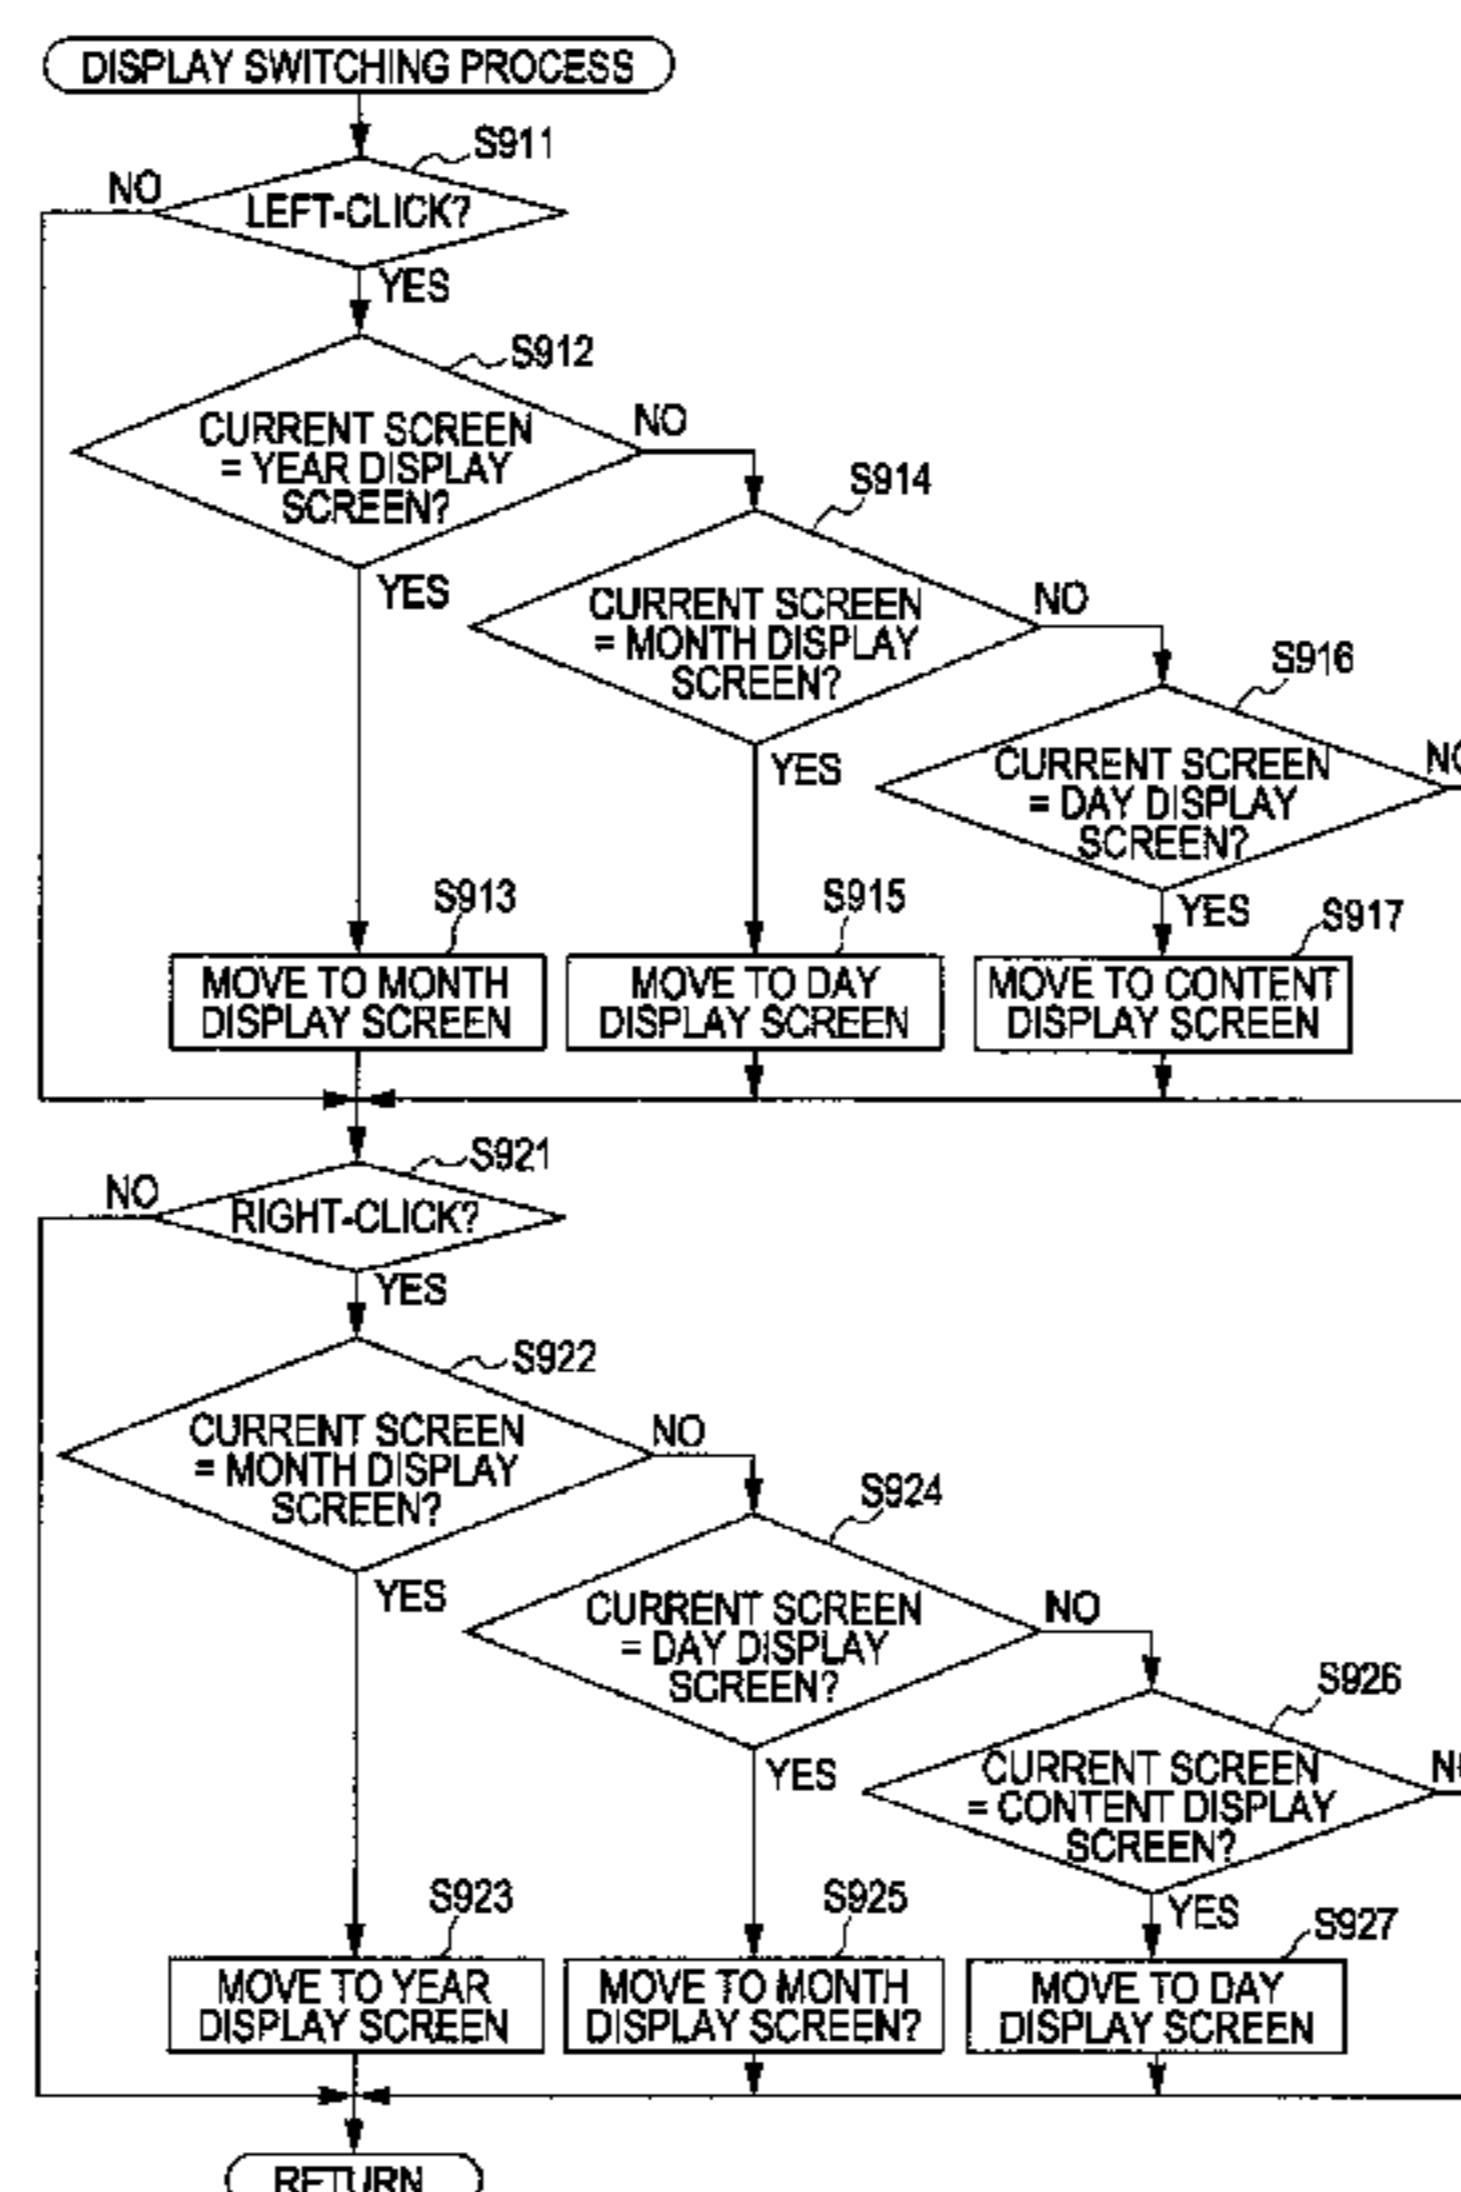 DISPLAY SWITCHING PROCESS
S911
NO
LEFT-CLICK?
YES
S912
CURRENT SCREEN
= YEAR DISPLAY
SCREEN?
NO
YES
S914
CURRENT SCREEN
= MONTH DISPLAY
SCREEN?
NO
YES
S916
CURRENT SCREEN
= DAY DISPLAY
SCREEN?
NO
YES
S913
MOVE TO MONTH
DISPLAY SCREEN
S915
MOVE TO DAY
DISPLAY SCREEN
S917
MOVE TO CONTENT
DISPLAY SCREEN
S921
NO
RIGHT-CLICK?
YES
S922
CURRENT SCREEN
= MONTH DISPLAY
SCREEN?
NO
YES
S924
CURRENT SCREEN
= DAY DISPLAY
SCREEN?
NO
YES
S926
CURRENT SCREEN
= CONTENT DISPLAY
SCREEN?
NO
YES
S923
MOVE TO YEAR
DISPLAY SCREEN
S925
MOVE TO MONTH
DISPLAY SCREEN?
S927
MOVE TO DAY
DISPLAY SCREEN
RETURN